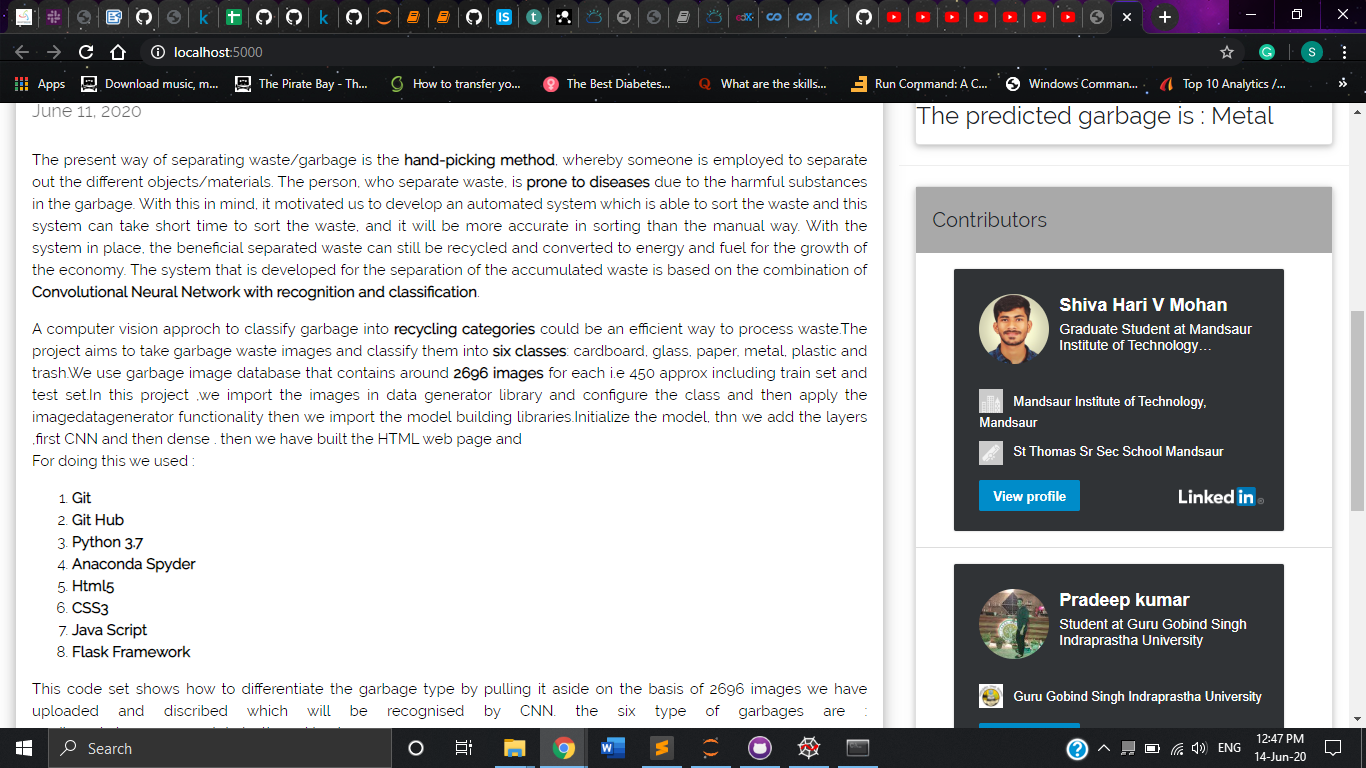 localhost:5000
S
Apps
Download music, m...
The Pirate Bay - Th...
How to transfer yo...
The Best Diabetes...
What are the skills...
Run Command: A C...
Windows Comman...
Top 10 Analytics /...
June 11, 2020
The present way of separating waste/garbage is the hand-picking method, whereby someone is employed to separate
out the different objects/materials. The person, who separate waste, is prone to diseases due to the harmful substances
in the garbage. With this in mind, it motivated us to develop an automated system which is able to sort the waste and this
system can take short time to sort the waste, and it will be more accurate in sorting than the manual way. With the
system in place, the beneficial separated waste can still be recycled and converted to energy and fuel for the growth of
the economy. The system that is developed for the separation of the accumulated waste is based on the combination of
Convolutional Neural Network with recognition and classification.
A computer vision approch to classify garbage into recycling categories could be an efficient way to process waste.The
project aims to take garbage waste images and classify them into six classes: cardboard, glass, paper, metal, plastic and
trash.We use garbage image database that contains around 2696 images for each i.e 450 approx including train set and
test set.In this project ,we import the images in data generator library and configure the class and then apply the
imagedatagenerator functionality then we import the model building libraries.Initialize the model, thn we add the layers
,first CNN and then dense . then we have built the HTML web page and
For doing this we used :
1. Git
2. Git Hub
3. Python 3.7
4. Anaconda Spyder
5. Html5
6. CSS3
7. Java Script
8. Flask Framework
This code set shows how to differentiate the garbage type by pulling it aside on the basis of 2696 images we have
uploaded and discribed which will be recognised by CNN. the six type of garbages are :
The predicted garbage is : Metal
Contributors
Shiva Hari V Mohan
Graduate Student at Mandsaur
Institute of Technology...
Mandsaur Institute of Technology,
Mandsaur
St Thomas Sr Sec School Mandsaur
View profile
Linked in
Pradeep kumar
Student at Guru Gobind Singh
Indraprastha University
Guru Gobind Singh Indraprastha University
Search
ENG
12:47 PM
14-Jun-20